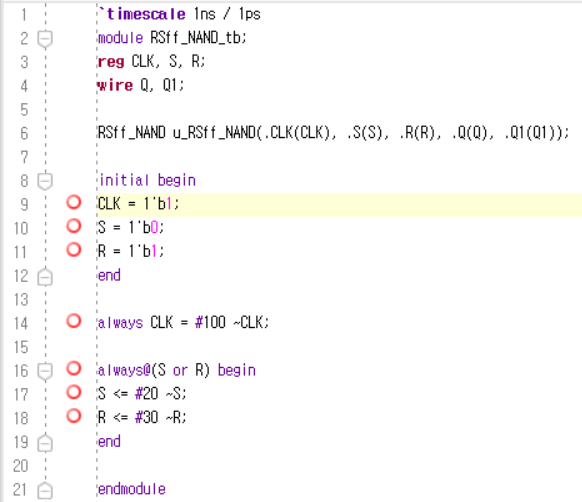 1 `timescale 1ns / 1ps
2 module RSff_NAND_tb;
3 reg CLK, S, R;
4 wire Q, Q1;
5
6 RSff_NAND u_RSff_NAND(.CLK(CLK), .S(S), .R(R), .Q(Q), .Q1(Q1));
7
8 initial begin
9 CLK = 1'b1;
10 S = 1'b0;
11 R = 1'b1;
12 end
13
14 always CLK = #100 ~CLK;
15
16 always@(S or R) begin
17 S <= #20 ~S;
18 R <= #30 ~R;
19 end
20
21 endmodule